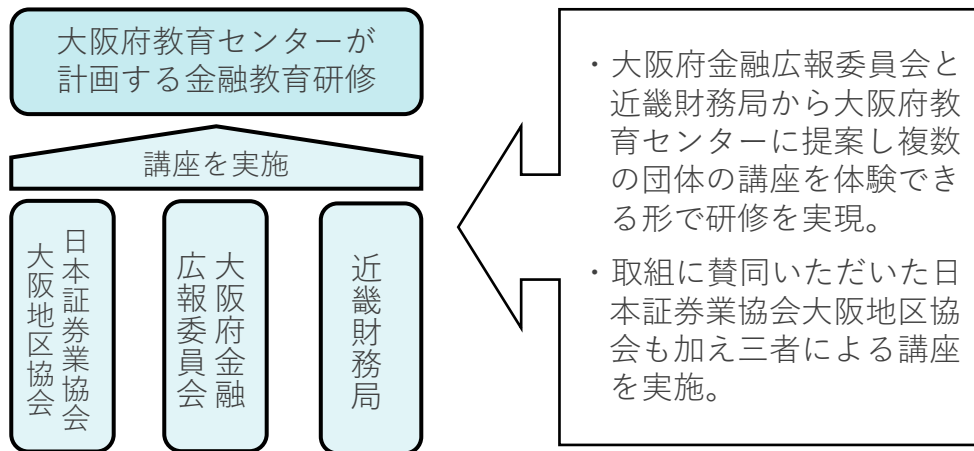 大阪府教育センターが
計画する金融教育研修
講座を実施
日本証券業協会
大阪地区協会
大阪府金融
広報委員会
近畿財務局
・大阪府金融広報委員会と
近畿財務局から大阪府教
育センターに提案し複数
の団体の講座を体験でき
る形で研修を実現。
・取組に賛同いただいた日
本証券業協会大阪地区協
会も加え三者による講座
を実施。